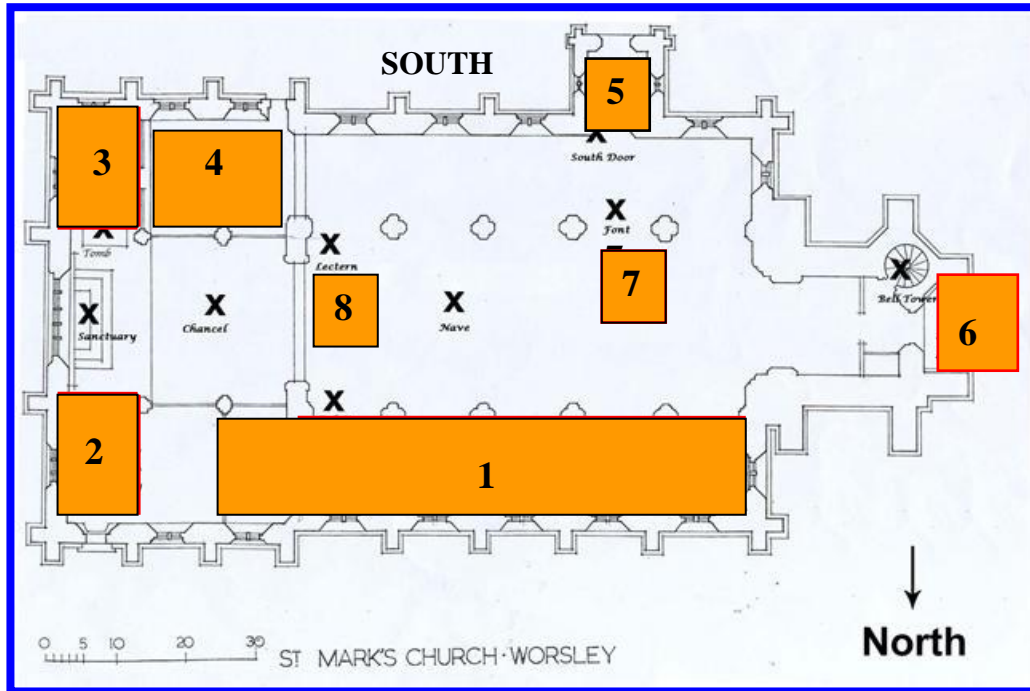 SOUTH
5
South Door
3
4
Font
Tomb
Lectern
7
Bell Tower
8
Sanctuary
Chancel
Nave
6
2
1
North
0 5 10 20 30
ST MARK'S CHURCH·WORSLEY